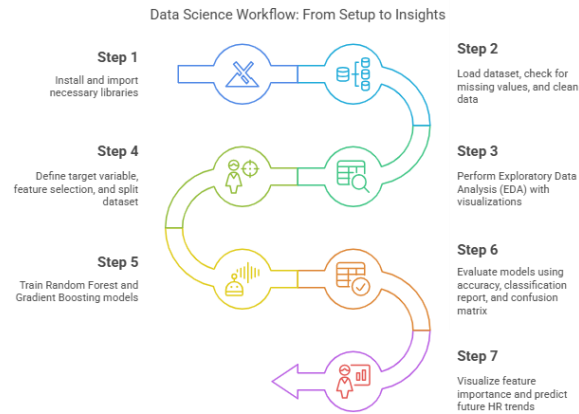 Data Science Workflow: From Setup to Insights
Step 1
Install and import
necessary libraries
Step 2
Load dataset, check for
missing values, and clean
data
Step 3
Perform Exploratory Data
Analysis (EDA) with
visualizations
Step 4
Define target variable,
feature selection, and split
dataset
Step 5
Train Random Forest and
Gradient Boosting models
Step 6
Evaluate models using
accuracy, classification
report, and confusion
matrix
Step 7
Visualize feature
importance and predict
future HR trends